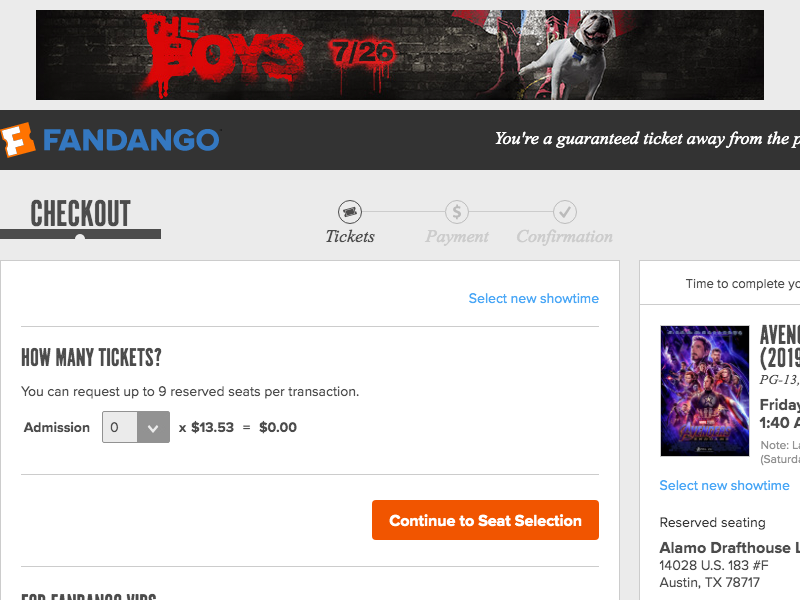 THE
BOYS 7/26
FANDANGO
You're a guaranteed ticket away from the p
CHECKOUT
Tickets
Payment
Confirmation
Select new showtime
HOW MANY TICKETS?
You can request up to 9 reserved seats per transaction.
Admission 0 x $13.53 = $0.00
Continue to Seat Selection
FOR FANDANGO VIPS
Time to complete yo
AVENG
(2019
PG-13,
Friday
1:40 A
Note: La
(Saturda
Select new showtime
Reserved seating
Alamo Drafthouse L
14028 U.S. 183 #F
Austin, TX 78717